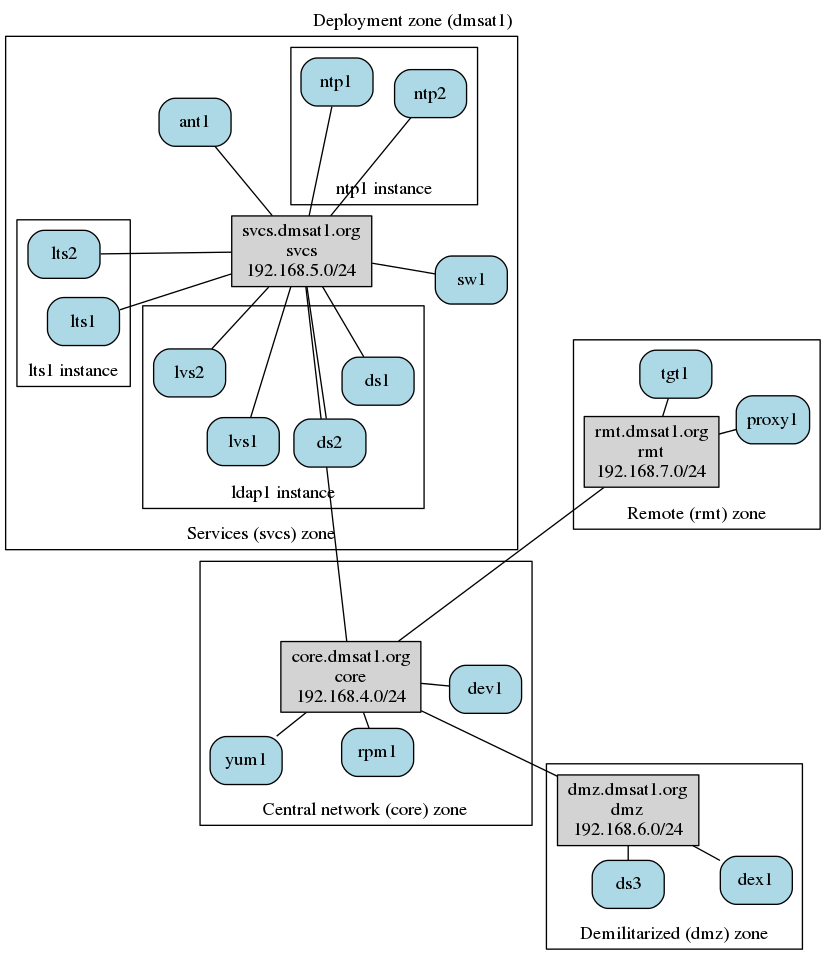 Deployment zone (dmsat1)
ntp1
ntp2
ant1
ntp1 instance
svcs.dmsat1.org
svcs
192.168.5.0/24
lts2
sw1
lts1
lts1 instance
lvs2
ds1
lvs1
ds2
ldap1 instance
Services (svcs) zone
tgt1
proxy1
rmt.dmsat1.org
rmt
192.168.7.0/24
Remote (rmt) zone
core.dmsat1.org
core
192.168.4.0/24
dev1
yum1
rpm1
Central network (core) zone
dmz.dmsat1.org
dmz
192.168.6.0/24
ds3
dex1
Demilitarized (dmz) zone